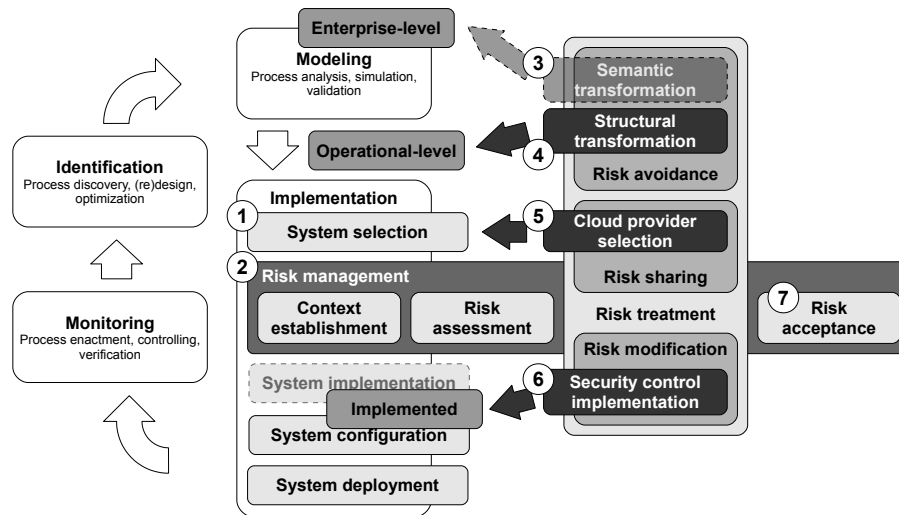 Enterprise-level
Modeling
Process analysis, simulation,
validation
3
Semantic
transformation
Structural
transformation
4
Operational-level
Risk avoidance
Identification
Process discovery, (re)design,
optimization
Implementation
1
System selection
5
Cloud provider
selection
2
Risk management
Risk sharing
Context
establishment
Risk
assessment
Risk treatment
7
Risk
acceptance
Monitoring
Process enactment, controlling,
verification
Risk modification
System implementation
6
Security control
implementation
Implemented
System configuration
System deployment